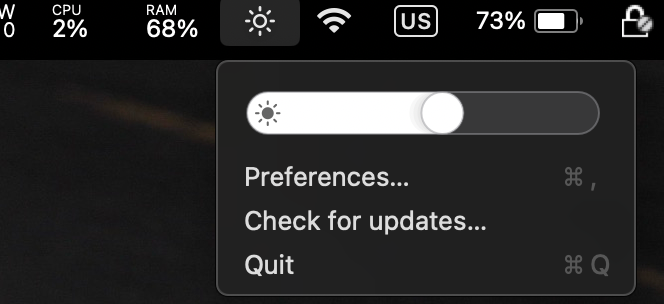 W CPU RAM US 73%
0 2% 68%
Preferences... ⌘ ,
Check for updates...
Quit ⌘ Q